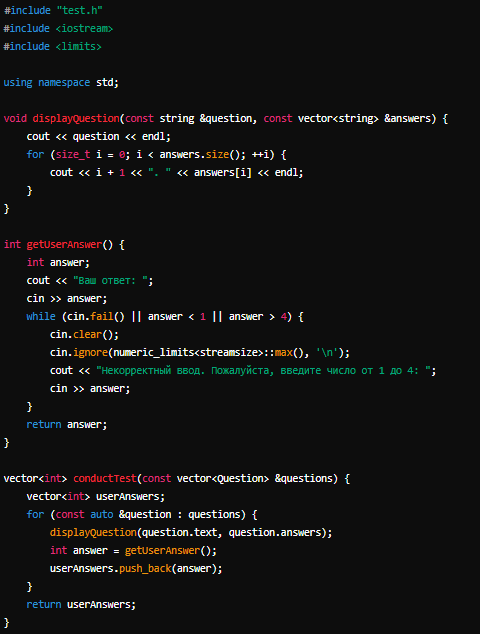 #include "test.h"
#include <iostream>
#include <limits>
using namespace std;
void displayQuestion(const string &question, const vector<string> &answers) {
    cout << question << endl;
    for (size_t i = 0; i < answers.size(); ++i) {
        cout << i + 1 << ". " << answers[i] << endl;
    }
}
int getUserAnswer() {
    int answer;
    cout << "Ваш ответ: ";
    cin >> answer;
    while (cin.fail() || answer < 1 || answer > 4) {
        cin.clear();
        cin.ignore(numeric_limits<streamsize>::max(), '\n');
        cout << "Некорректный ввод. Пожалуйста, введите число от 1 до 4: ";
        cin >> answer;
    }
    return answer;
}
vector<int> conductTest(const vector<Question> &questions) {
    vector<int> userAnswers;
    for (const auto &question : questions) {
        displayQuestion(question.text, question.answers);
        int answer = getUserAnswer();
        userAnswers.push_back(answer);
    }
    return userAnswers;
}